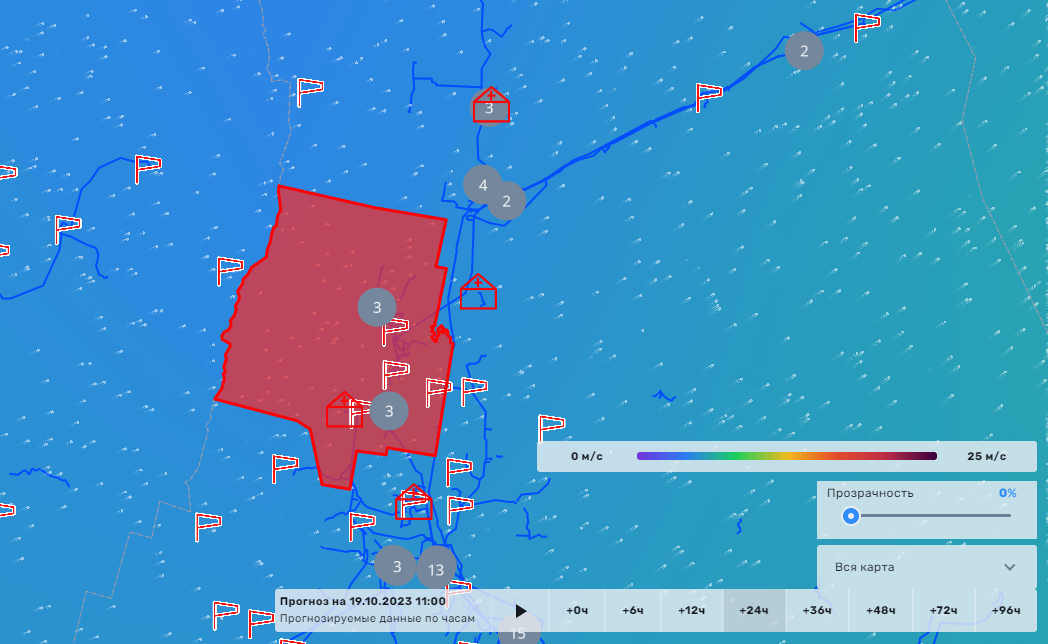 2
3
4
2
3
3
0 м/с
25 м/с
Прозрачность
0%
Вся карта
3
13
Прогноз на 19.10.2023 11:00
Прогнозируемые данные по часам
+0ч
+6ч
+12ч
+24ч
+36ч
+48ч
+72ч
+96ч
15